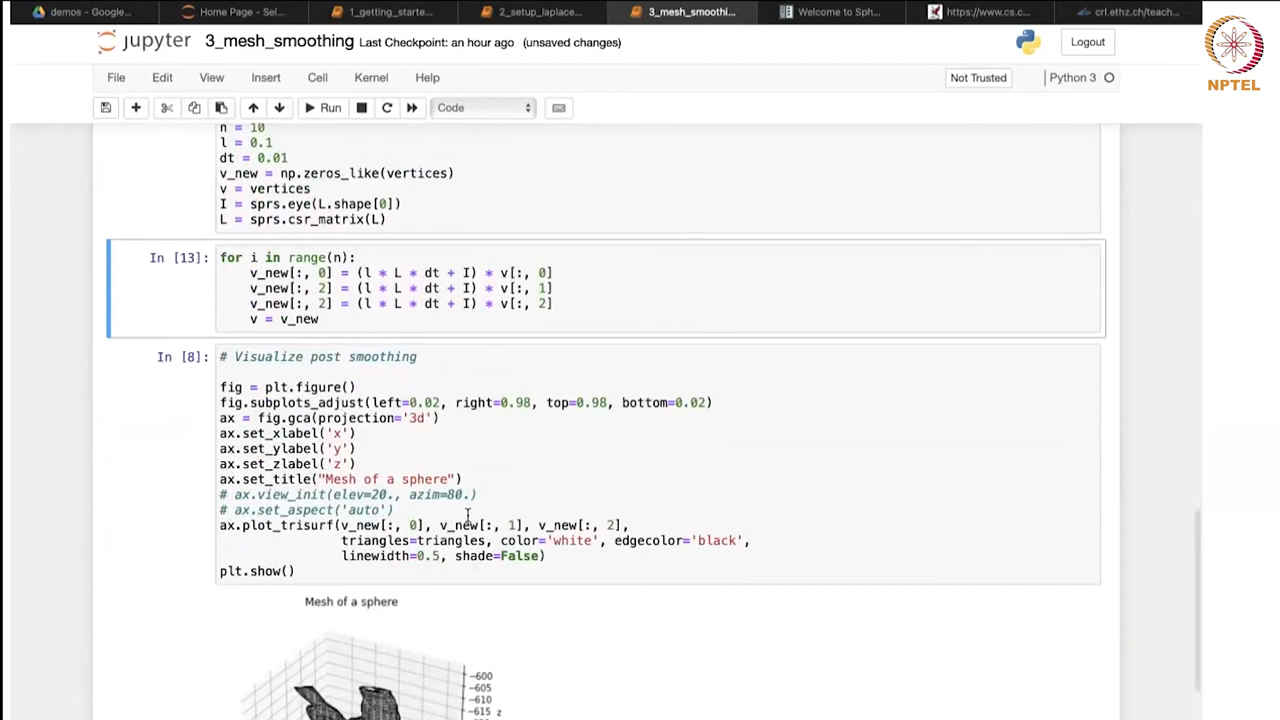 demos - Google...
Home Page - Sel...
1_getting_starte...
2_setup_laplace...
3_mesh_smoothi...
Welcome to Sph...
https://www.cs.c...
crl.ethz.ch/teach...
NPTEL
jupyter 3_mesh_smoothing Last Checkpoint: an hour ago (unsaved changes)
Logout
File Edit View Insert Cell Kernel Help
Not Trusted
Python 3
Run
Code
n = 10
l = 0.1
dt = 0.01
v_new = np.zeros_like(vertices)
v = vertices
I = sprs.eye(L.shape[0])
L = sprs.csr_matrix(L)
In [13]:
for i in range(n):
    v_new[:, 0] = (l * L * dt + I) * v[:, 0]
    v_new[:, 2] = (l * L * dt + I) * v[:, 1]
    v_new[:, 2] = (l * L * dt + I) * v[:, 2]
    v = v_new
In [8]:
# Visualize post smoothing
fig = plt.figure()
fig.subplots_adjust(left=0.02, right=0.98, top=0.98, bottom=0.02)
ax = fig.gca(projection='3d')
ax.set_xlabel('x')
ax.set_ylabel('y')
ax.set_zlabel('z')
ax.set_title("Mesh of a sphere")
# ax.view_init(elev=20., azim=80.)
# ax.set_aspect('auto')
ax.plot_trisurf(v_new[:, 0], v_new[:, 1], v_new[:, 2],
                triangles=triangles, color='white', edgecolor='black',
                linewidth=0.5, shade=False)
plt.show()
Mesh of a sphere
-600
-605
-610
-615 z